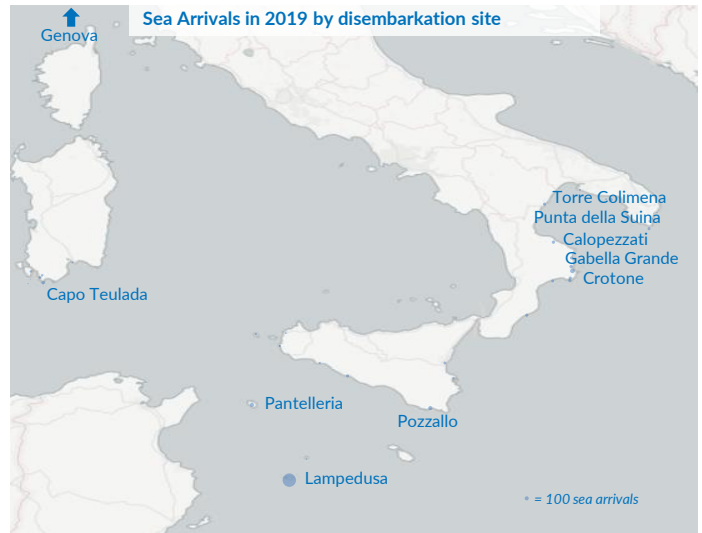 Sea Arrivals in 2019 by disembarkation site
Genova
Torre Colimena
Punta della Suina
Calopezzati
Gabella Grande
Crotone
Capo Teulada
Pantelleria
Pozzallo
Lampedusa
= 100 sea arrivals